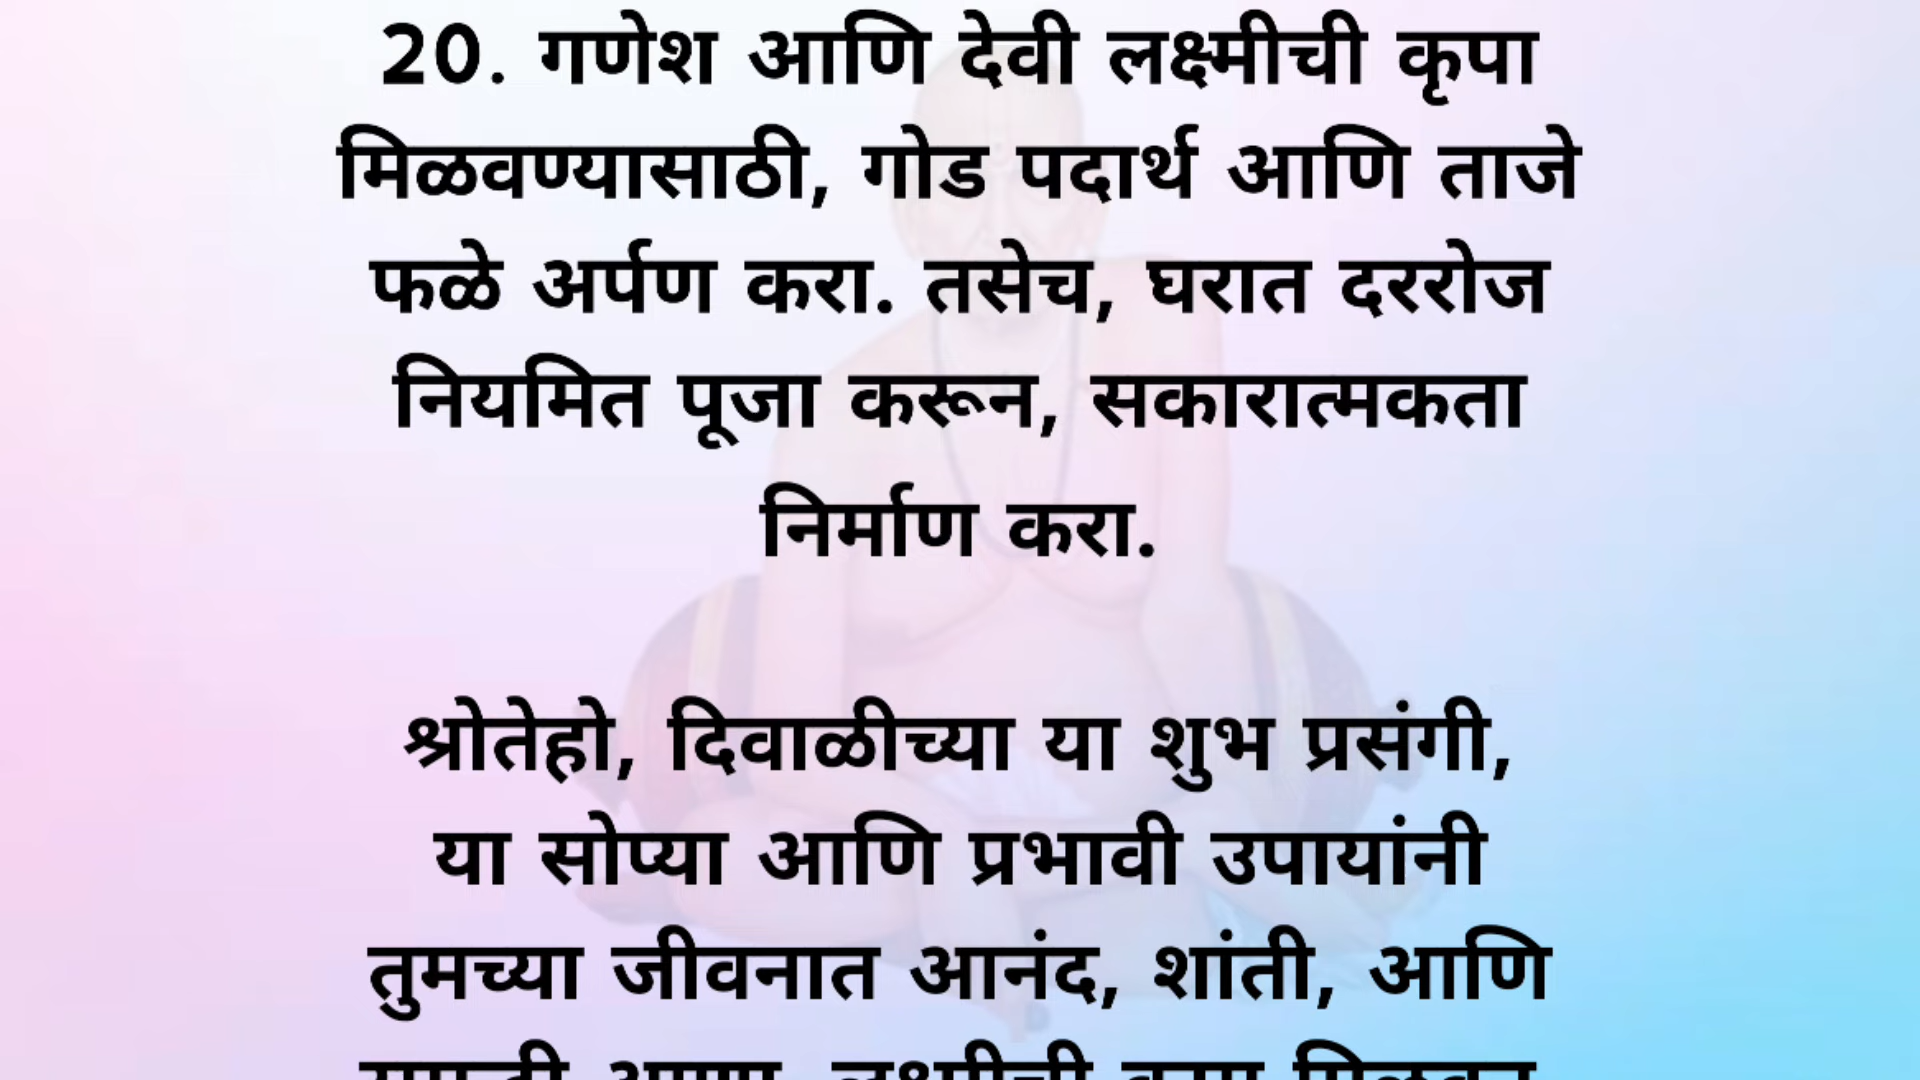 20. गणेश आणि देवी लक्ष्मीची कृपा
मिळवण्यासाठी, गोड पदार्थ आणि ताजे
फळे अर्पण करा. तसेच, घरात दररोज
नियमित पूजा करून, सकारात्मकता
निर्माण करा.
श्रोतेहो, दिवाळीच्या या शुभ प्रसंगी,
या सोप्या आणि प्रभावी उपायांनी
तुमच्या जीवनात आनंद, शांती, आणि